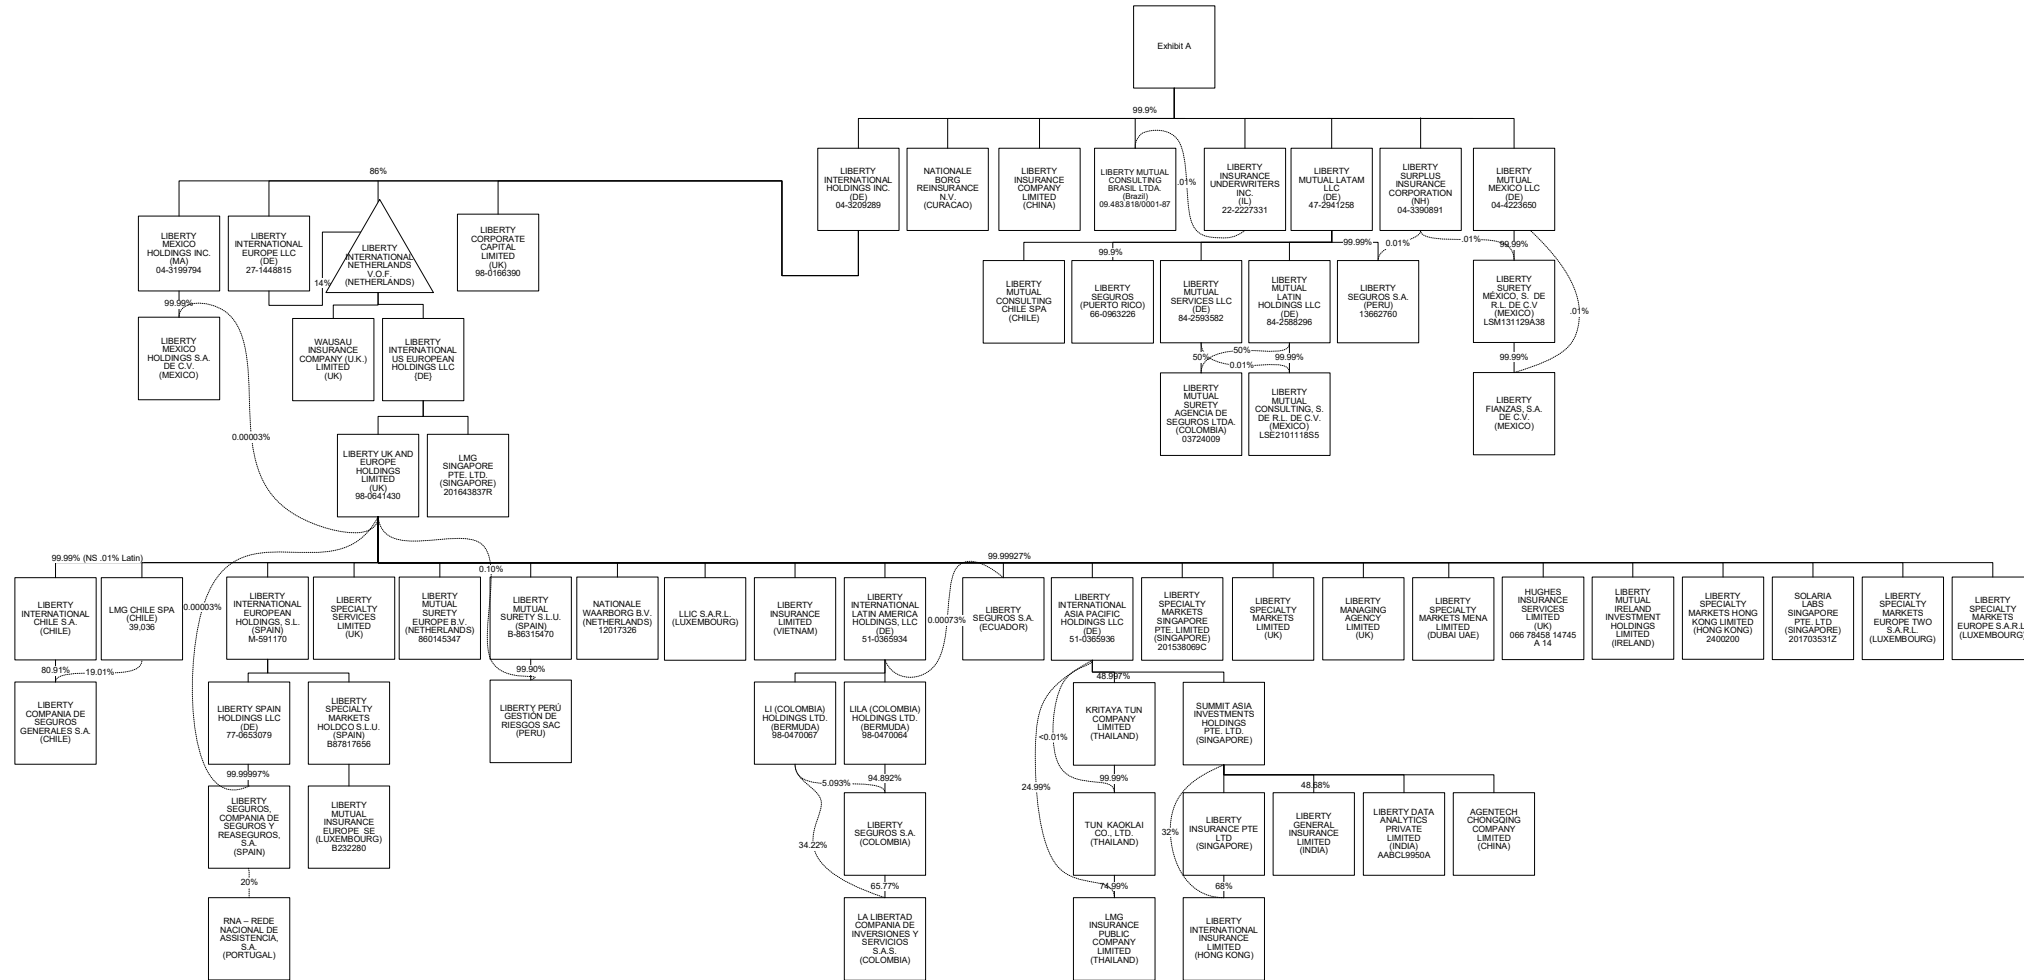 Exhibit A
99.9%
LIBERTY
INTERNATIONAL
HOLDINGS INC.
(DE)
04-3209289
NATIONALE
BORG
REINSURANCE
N.V.
(CURACAO)
LIBERTY
INSURANCE
COMPANY
LIMITED
(CHINA)
LIBERTY MUTUAL
CONSULTING
BRASIL LTDA.
(Brazil)
09.483.818/0001-87
.01%
LIBERTY
INSURANCE
UNDERWRITERS
INC.
(IL)
22-2227331
LIBERTY
MUTUAL LATAM
LLC
(DE)
47-2941258
LIBERTY
SURPLUS
INSURANCE
CORPORATION
(NH)
04-3390891
LIBERTY
MUTUAL
MEXICO LLC
(DE)
04-4223650
86%
LIBERTY
MEXICO
HOLDINGS INC.
(MA)
04-3199794
LIBERTY
INTERNATIONAL
EUROPE LLC
(DE)
27-1448815
14%
LIBERTY
INTERNATIONAL
NETHERLANDS
V.O.F.
(NETHERLANDS)
LIBERTY
CORPORATE
CAPITAL
LIMITED
(UK)
98-0166390
99.9%
99.99%
0.01%
.01%
99.99%
LIBERTY
MUTUAL
CONSULTING
CHILE SPA
(CHILE)
LIBERTY
SEGUROS
(PUERTO RICO)
66-0963226
LIBERTY
MUTUAL
SERVICES LLC
(DE)
84-2593582
LIBERTY
MUTUAL
LATIN
HOLDINGS LLC
(DE)
84-2588296
LIBERTY
SEGUROS S.A.
(PERU)
13662760
LIBERTY
SURETY
MÉXICO, S. DE
R.L. DE C.V
(MEXICO)
LSM131129A38
.01%
99.99%
LIBERTY
MEXICO
HOLDINGS S.A.
DE C.V.
(MEXICO)
WAUSAU
INSURANCE
COMPANY (U.K.)
LIMITED
(UK)
LIBERTY
INTERNATIONAL
US EUROPEAN
HOLDINGS LLC
{DE}
50%
50%
0.01%
99.99%
99.99%
LIBERTY
MUTUAL
SURETY
AGENCIA DE
SEGUROS LTDA.
(COLOMBIA)
03724009
LIBERTY
MUTUAL
CONSULTING, S.
DE R.L. DE C.V.
(MEXICO)
LSE2101118S5
LIBERTY
FIANZAS, S.A.
DE C.V.
(MEXICO)
0.00003%
LIBERTY UK AND
EUROPE
HOLDINGS
LIMITED
(UK)
98-0641430
LMG
SINGAPORE
PTE. LTD.
(SINGAPORE)
201643837R
99.99% (NS .01% Latin)
0.10%
99.99927%
LIBERTY
INTERNATIONAL
CHILE S.A.
(CHILE)
LMG CHILE SPA
(CHILE)
39,036
0.00003%
LIBERTY
INTERNATIONAL
EUROPEAN
HOLDINGS, S.L.
(SPAIN)
M-591170
LIBERTY
SPECIALTY
SERVICES
LIMITED
(UK)
LIBERTY
MUTUAL
SURETY
EUROPE B.V.
(NETHERLANDS)
860145347
LIBERTY
MUTUAL
SURETY S.L.U.
(SPAIN)
B-86315470
NATIONALE
WAARBORG B.V.
(NETHERLANDS)
12017326
LLIC S.A.R.L.
(LUXEMBOURG)
LIBERTY
INSURANCE
LIMITED
(VIETNAM)
LIBERTY
INTERNATIONAL
LATIN AMERICA
HOLDINGS, LLC
(DE)
51-0365934
0.00073%
LIBERTY
SEGUROS S.A.
(ECUADOR)
LIBERTY
INTERNATIONAL
ASIA PACIFIC
HOLDINGS LLC
(DE)
51-0365936
LIBERTY
SPECIALTY
MARKETS
SINGAPORE
PTE. LIMITED
(SINGAPORE)
201538069C
LIBERTY
SPECIALTY
MARKETS
LIMITED
(UK)
LIBERTY
MANAGING
AGENCY
LIMITED
(UK)
LIBERTY
SPECIALTY
MARKETS MENA
LIMITED
(DUBAI UAE)
HUGHES
INSURANCE
SERVICES
LIMITED
(UK)
066 78458 14745
A 14
LIBERTY
MUTUAL
IRELAND
INVESTMENT
HOLDINGS
LIMITED
(IRELAND)
LIBERTY
SPECIALTY
MARKETS HONG
KONG LIMITED
(HONG KONG)
2400200
SOLARIA
LABS
SINGAPORE
PTE. LTD
(SINGAPORE)
201703531Z
LIBERTY
SPECIALTY
MARKETS
EUROPE TWO
S.A.R.L.
(LUXEMBOURG)
LIBERTY
SPECIALTY
MARKETS
EUROPE S.A.R.L
(LUXEMBOURG)
80.91%
19.01%
99.90%
48.997%
LIBERTY
COMPANIA DE
SEGUROS
GENERALES S.A.
(CHILE)
LIBERTY SPAIN
HOLDINGS LLC
(DE)
77-0653079
LIBERTY
SPECIALTY
MARKETS
HOLDCO S.L.U.
(SPAIN)
B87817656
LIBERTY PERÚ
GESTIÓN DE
RIESGOS SAC
(PERU)
LI (COLOMBIA)
HOLDINGS LTD.
(BERMUDA)
98-0470067
LILA (COLOMBIA)
HOLDINGS LTD.
(BERMUDA)
98-0470064
<0.01%
KRITAYA TUN
COMPANY
LIMITED
(THAILAND)
SUMMIT ASIA
INVESTMENTS
HOLDINGS
PTE. LTD.
(SINGAPORE)
99.99997%
5.093%
94.892%
24.99%
99.99%
48.68%
LIBERTY
SEGUROS,
COMPANIA DE
SEGUROS Y
REASEGUROS,
S.A.
(SPAIN)
LIBERTY
MUTUAL
INSURANCE
EUROPE SE
(LUXEMBOURG)
B232280
34.22%
LIBERTY
SEGUROS S.A.
(COLOMBIA)
TUN KAOKLAI
CO., LTD.
(THAILAND)
32%
LIBERTY
INSURANCE PTE
LTD
(SINGAPORE)
LIBERTY
GENERAL
INSURANCE
LIMITED
(INDIA)
LIBERTY DATA
ANALYTICS
PRIVATE
LIMITED
(INDIA)
AABCL9950A
AGENTECH
CHONGQING
COMPANY
LIMITED
(CHINA)
20%
65.77%
74.99%
68%
RNA – REDE
NACIONAL DE
ASSISTENCIA,
S.A.
(PORTUGAL)
LA LIBERTAD
COMPANIA DE
INVERSIONES Y
SERVICIOS
S.A.S.
(COLOMBIA)
LMG
INSURANCE
PUBLIC
COMPANY
LIMITED
(THAILAND)
LIBERTY
INTERNATIONAL
INSURANCE
LIMITED
(HONG KONG)